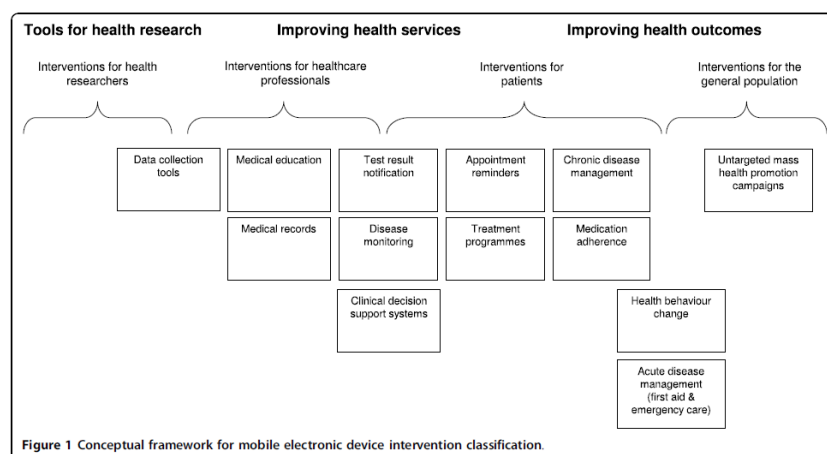 Tools for health research
Improving health services
Improving health outcomes
Interventions for health
researchers
Interventions for healthcare
professionals
Interventions for
patients
Interventions for the
general population
Data collection
tools
Medical education
Test result
notification
Appointment
reminders
Chronic disease
management
Untargeted mass
health promotion
campaigns
Medical records
Disease
monitoring
Treatment
programmes
Medication
adherence
Clinical decision
support systems
Health behaviour
change
Acute disease
management
(first aid &
emergency care)
Figure 1 Conceptual framework for mobile electronic device intervention classification.